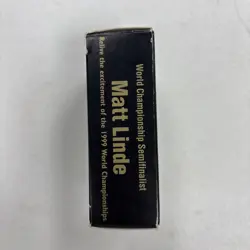 World Championship Semifinalist
Matt Linde
Relive the excitement of the 1999 World Championships